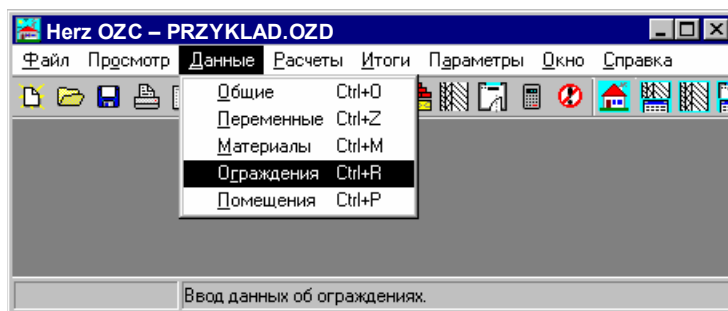 Herz OZC – PRZYKLAD.OZD
Файл Просмотр Данные Расчеты Итоги Параметры Окно Справка
Общие Ctrl+O
Переменные Ctrl+Z
Материалы Ctrl+M
Ограждения Ctrl+R
Помещения Ctrl+P
Ввод данных об ограждениях.